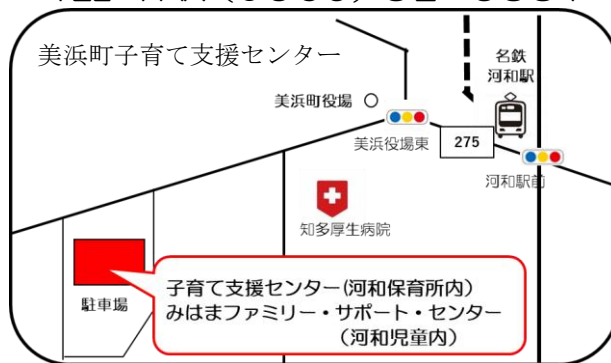 美浜町子育て支援センター
名鉄
河和駅
美浜町役場
美浜役場東
275
河和駅前
知多厚生病院
駐車場
子育て支援センター(河和保育所内)
みはまファミリー・サポート・センター
(河和児童内)